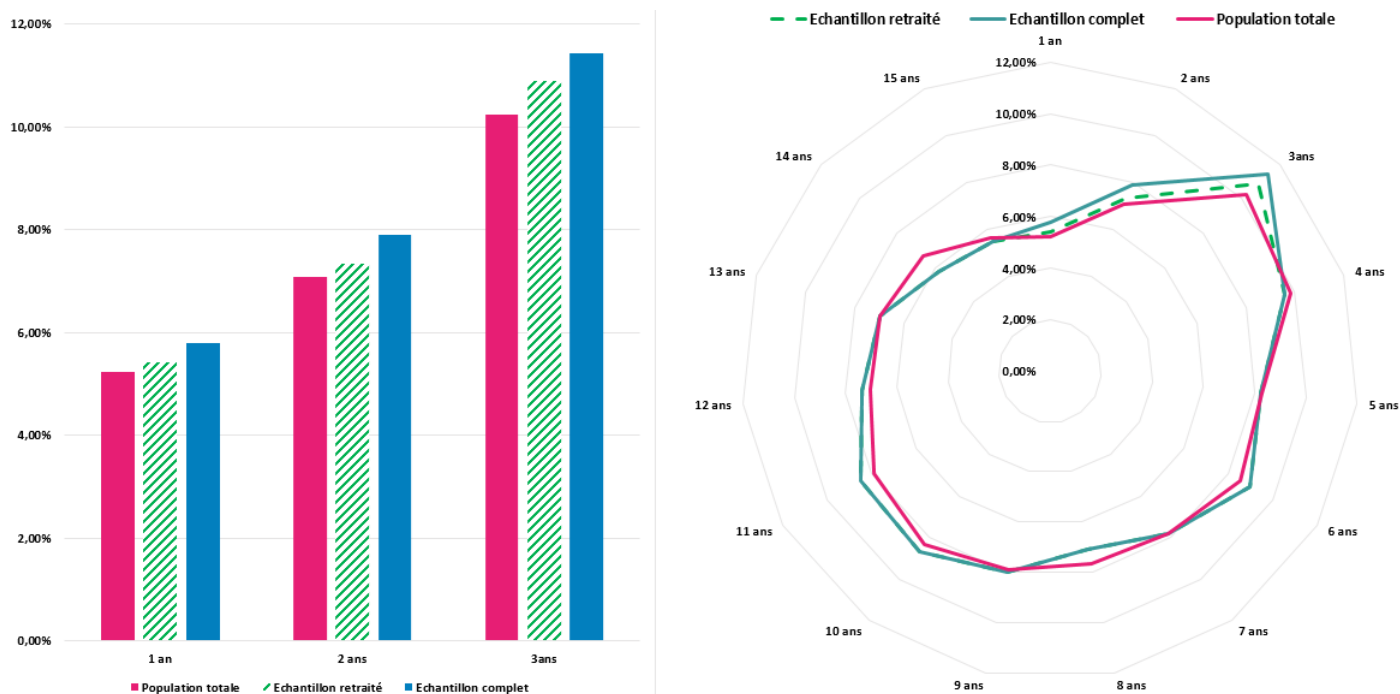 12,00%
10,00%
8,00%
6,00%
4,00%
2,00%
0,00%
1 an
2 ans
3ans
Population totale
Echantillon retraité
Echantillon complet
Echantillon retraité
Echantillon complet
Population totale
1 an
2 ans
3ans
4 ans
5 ans
6 ans
7 ans
8 ans
9 ans
10 ans
11 ans
12 ans
13 ans
14 ans
15 ans
12,00%
10,00%
8,00%
6,00%
4,00%
2,00%
0,00%